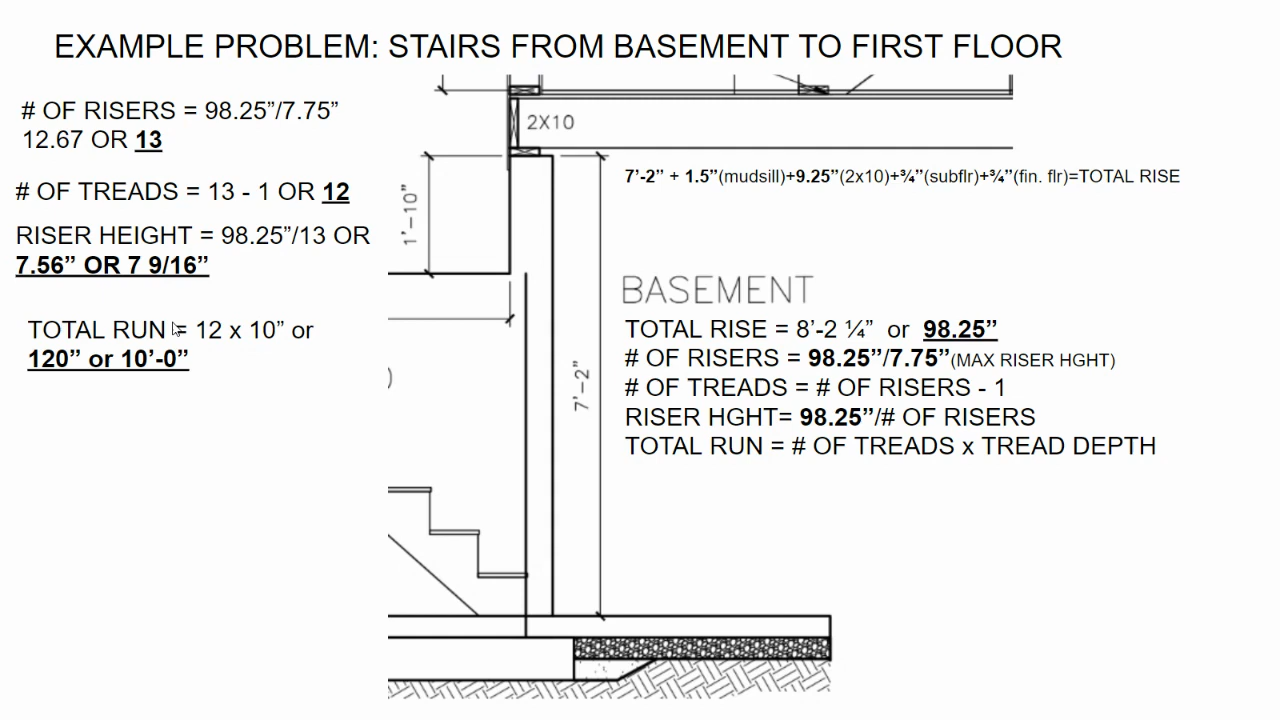 EXAMPLE PROBLEM: STAIRS FROM BASEMENT TO FIRST FLOOR
# OF RISERS = 98.25”/7.75”
12.67 OR 13
# OF TREADS = 13 - 1 OR 12
RISER HEIGHT = 98.25”/13 OR
7.56” OR 7 9/16”
TOTAL RUN = 12 x 10” or
120” or 10’-0”
2X10
1'-10"
7'-2"
)
7’-2” + 1.5”(mudsill)+9.25”(2x10)+¾”(subflr)+¾”(fin. flr)=TOTAL RISE
BASEMENT
TOTAL RISE = 8’-2 ¼” or 98.25”
# OF RISERS = 98.25”/7.75”(MAX RISER HGHT)
# OF TREADS = # OF RISERS - 1
RISER HGHT= 98.25”/# OF RISERS
TOTAL RUN = # OF TREADS x TREAD DEPTH